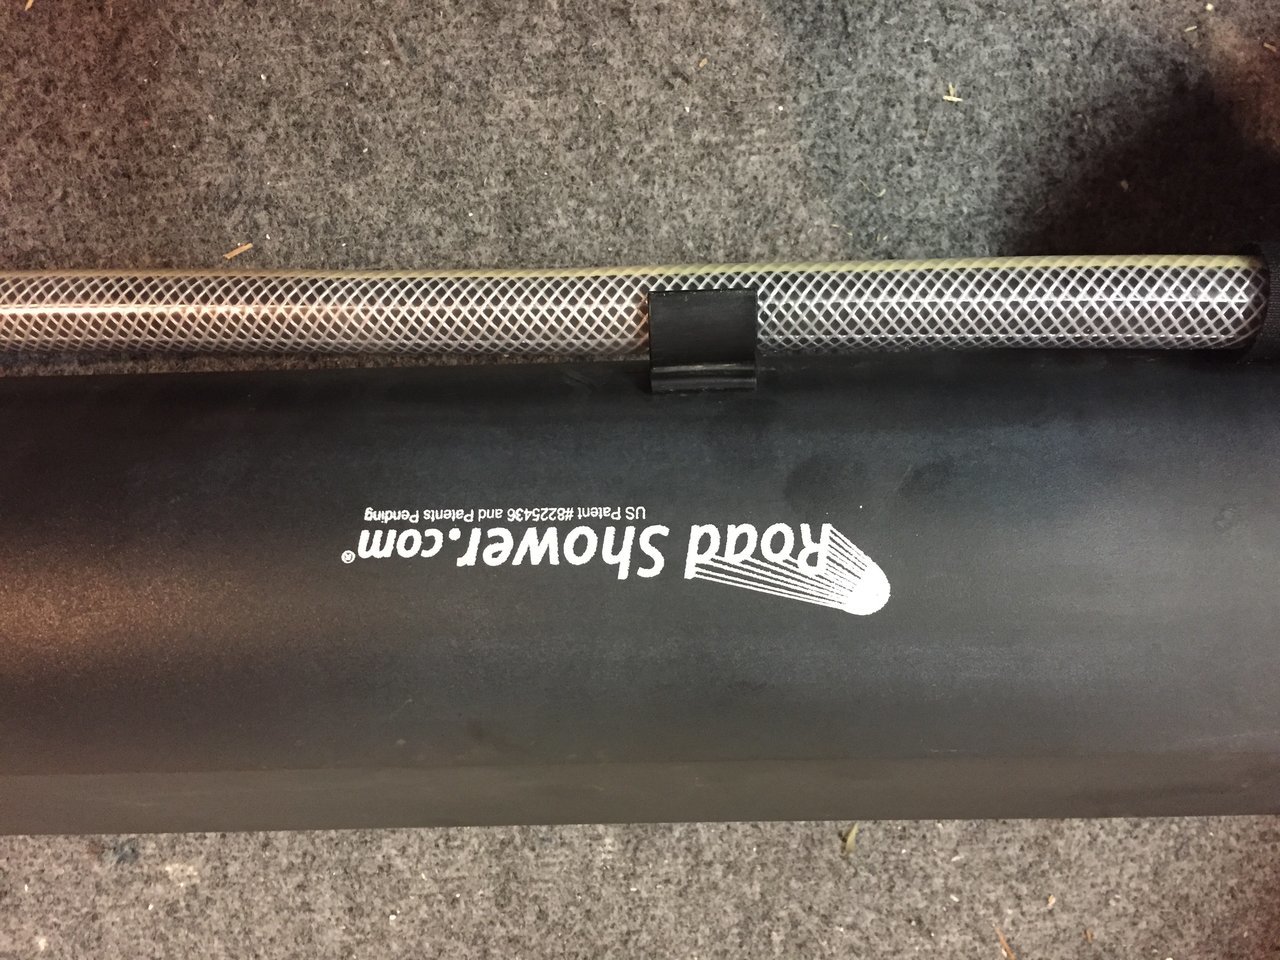 Road Shower.com®
US Patent #8225436 and Patents Pending